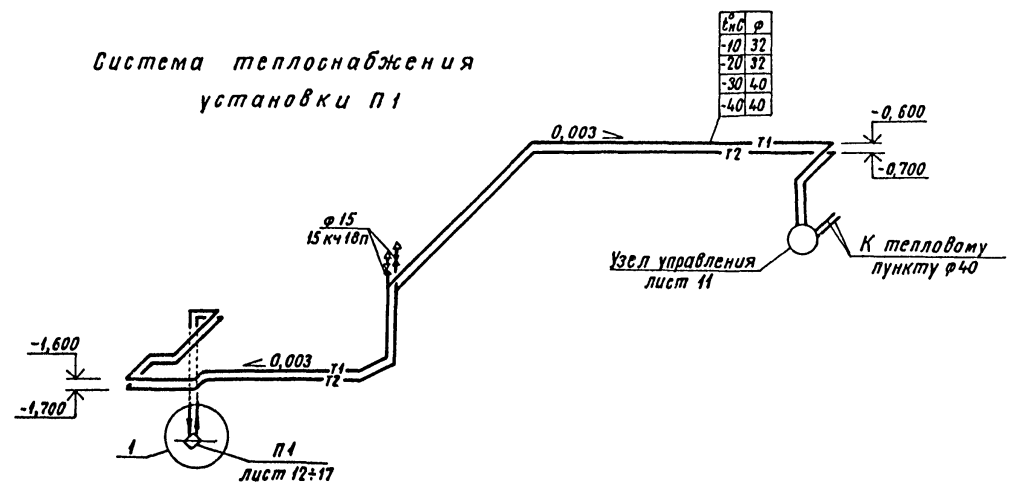 Система теплоснабжения
установки П1
tн°С φ
-10 32
-20 32
-30 40
-40 40
0,003
Т1
Т2
-0,600
-0,700
φ15
15кч18п
Узел управления
лист 11
К тепловому
пункту φ40
-1,600
-1,700
0,003
Т1
Т2
1
П1
лист 12÷17